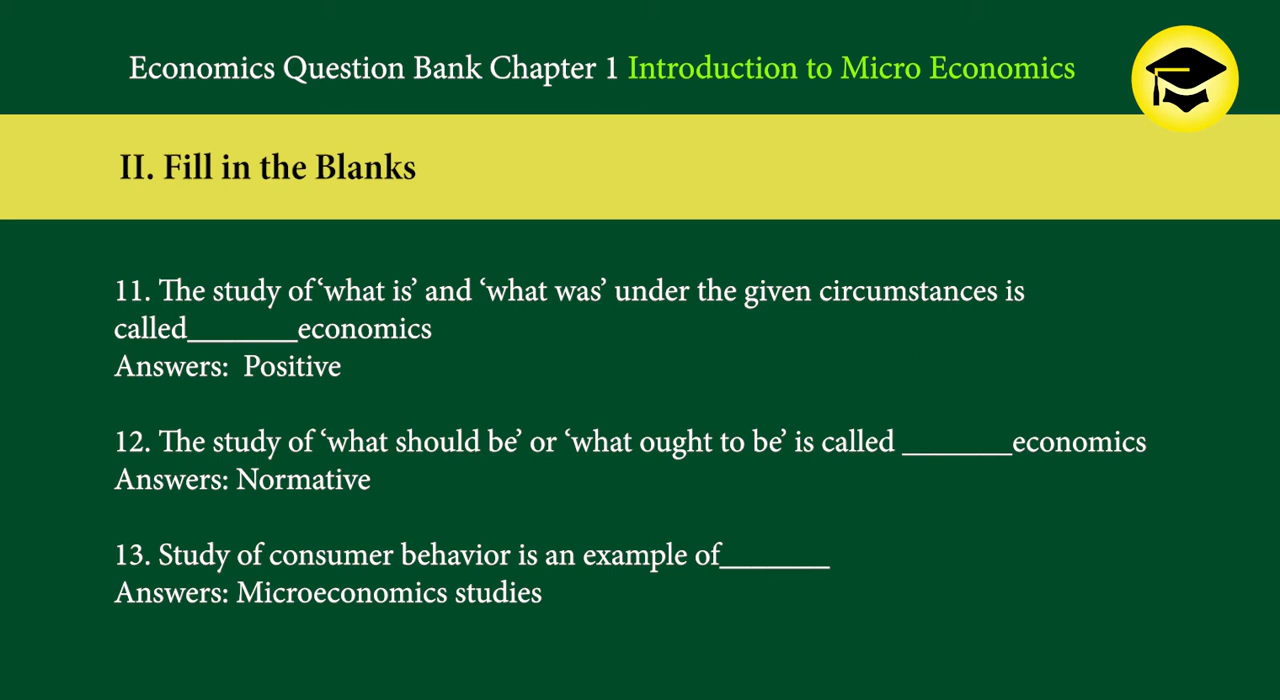 Economics Question Bank Chapter 1 Introduction to Micro Economics
II. Fill in the Blanks
11. The study of ‘what is’ and ‘what was’ under the given circumstances is
called_______economics
Answers:  Positive
12. The study of ‘what should be’ or ‘what ought to be’ is called _______economics
Answers: Normative
13. Study of consumer behavior is an example of_______
Answers: Microeconomics studies